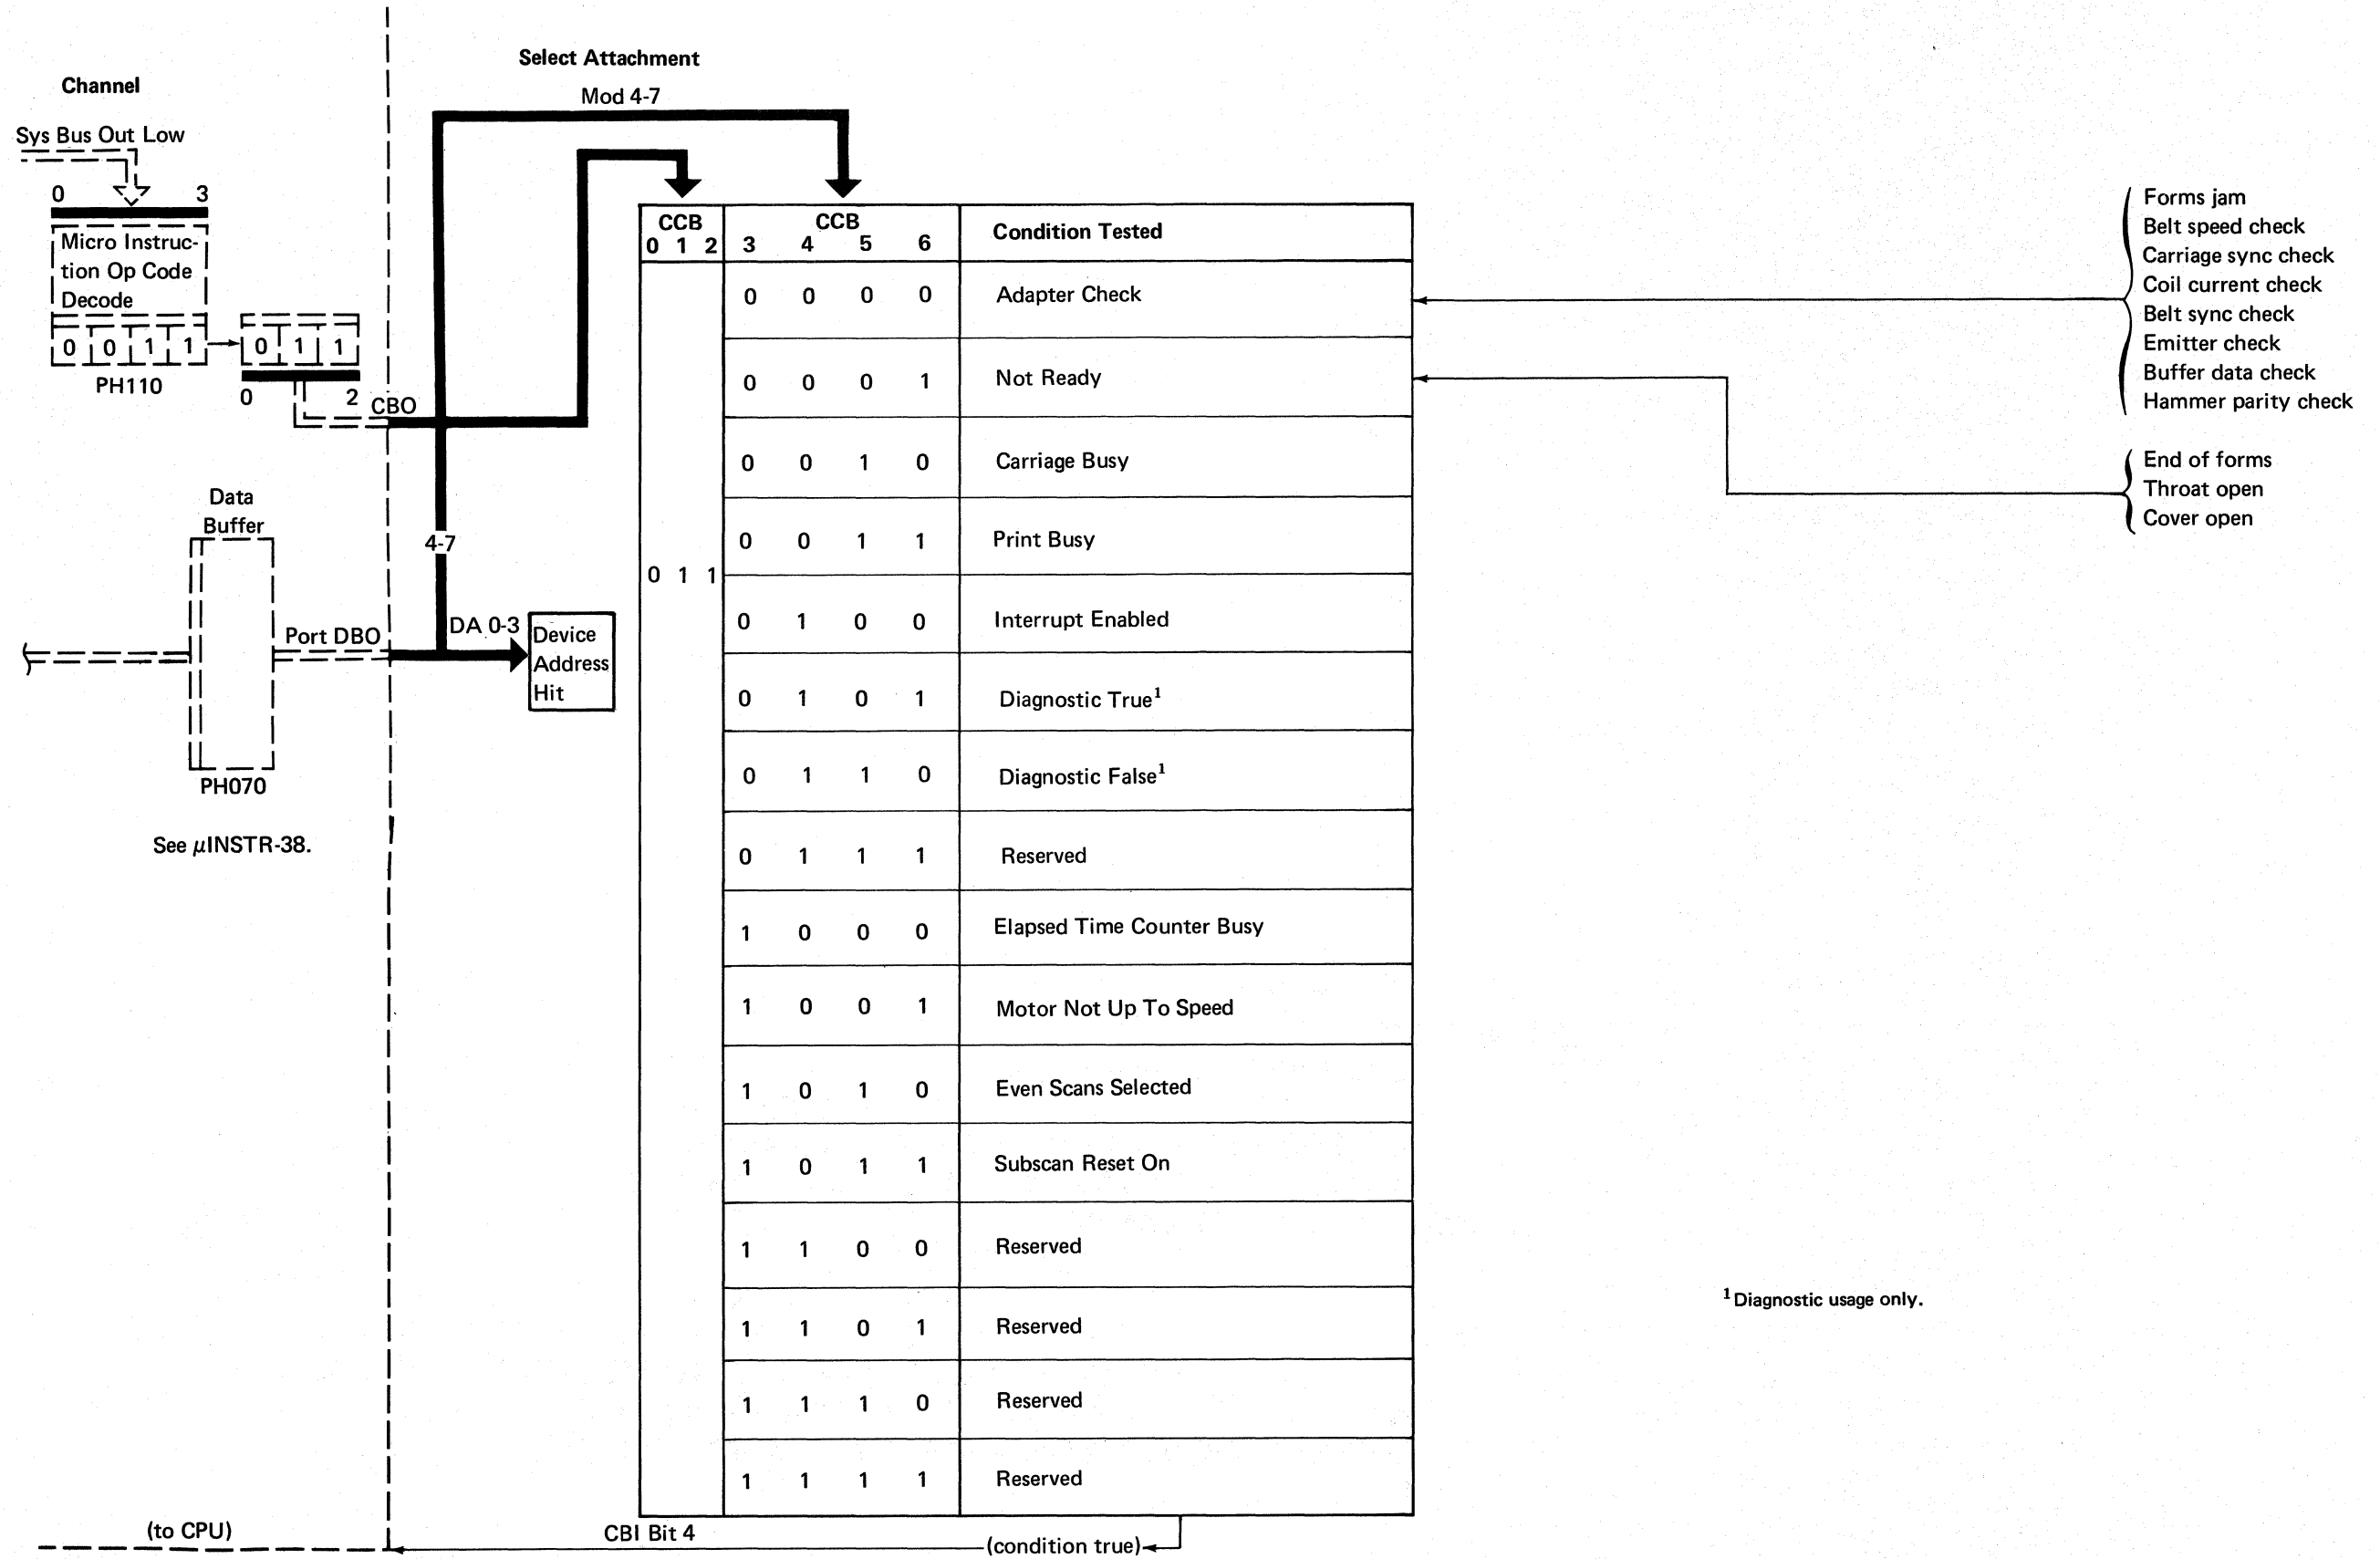 Channel
Sys Bus Out Low
0 3
Micro Instruc-
tion Op Code
Decode
0 0 1 1
PH110
0 1 1
0 2
CBO
Data
Buffer
Port DBO
PH070
See μINSTR-38.
(to CPU)
Select Attachment
Mod 4-7
4-7
DA 0-3
Device
Address
Hit
CCB CCB
0 1 2 3 4 5 6 Condition Tested
0 1 1
0 0 0 0 Adapter Check
0 0 0 1 Not Ready
0 0 1 0 Carriage Busy
0 0 1 1 Print Busy
0 1 0 0 Interrupt Enabled
0 1 0 1 Diagnostic True¹
0 1 1 0 Diagnostic False¹
0 1 1 1 Reserved
1 0 0 0 Elapsed Time Counter Busy
1 0 0 1 Motor Not Up To Speed
1 0 1 0 Even Scans Selected
1 0 1 1 Subscan Reset On
1 1 0 0 Reserved
1 1 0 1 Reserved
1 1 1 0 Reserved
1 1 1 1 Reserved
CBI Bit 4
(condition true)
Forms jam
Belt speed check
Carriage sync check
Coil current check
Belt sync check
Emitter check
Buffer data check
Hammer parity check
End of forms
Throat open
Cover open
¹ Diagnostic usage only.